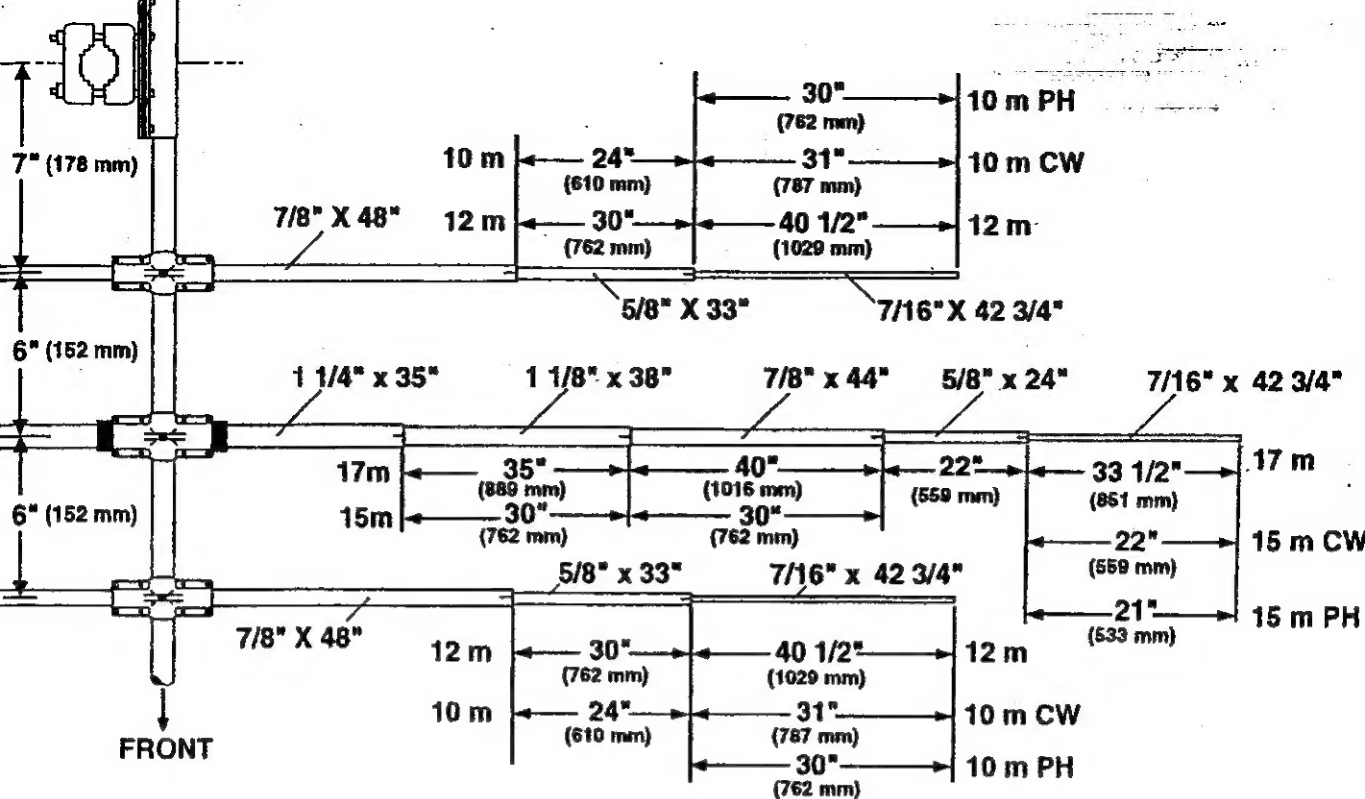 30"
(762 mm)
10 m PH
7" (178 mm)
10 m
24"
(610 mm)
31"
(787 mm)
10 m CW
7/8" X 48"
12 m
30"
(762 mm)
40 1/2"
(1029 mm)
12 m
5/8" X 33"
7/16" X 42 3/4"
6" (152 mm)
1 1/4" x 35"
1 1/8" x 38"
7/8" x 44"
5/8" x 24"
7/16" x 42 3/4"
17m
35"
(889 mm)
40"
(1016 mm)
22"
(559 mm)
33 1/2"
(851 mm)
17 m
6" (152 mm)
15m
30"
(762 mm)
30"
(762 mm)
22"
(559 mm)
15 m CW
5/8" x 33"
7/16" x 42 3/4"
21"
(533 mm)
15 m PH
7/8" X 48"
12 m
30"
(762 mm)
40 1/2"
(1029 mm)
12 m
10 m
24"
(610 mm)
31"
(787 mm)
10 m CW
FRONT
30"
(762 mm)
10 m PH